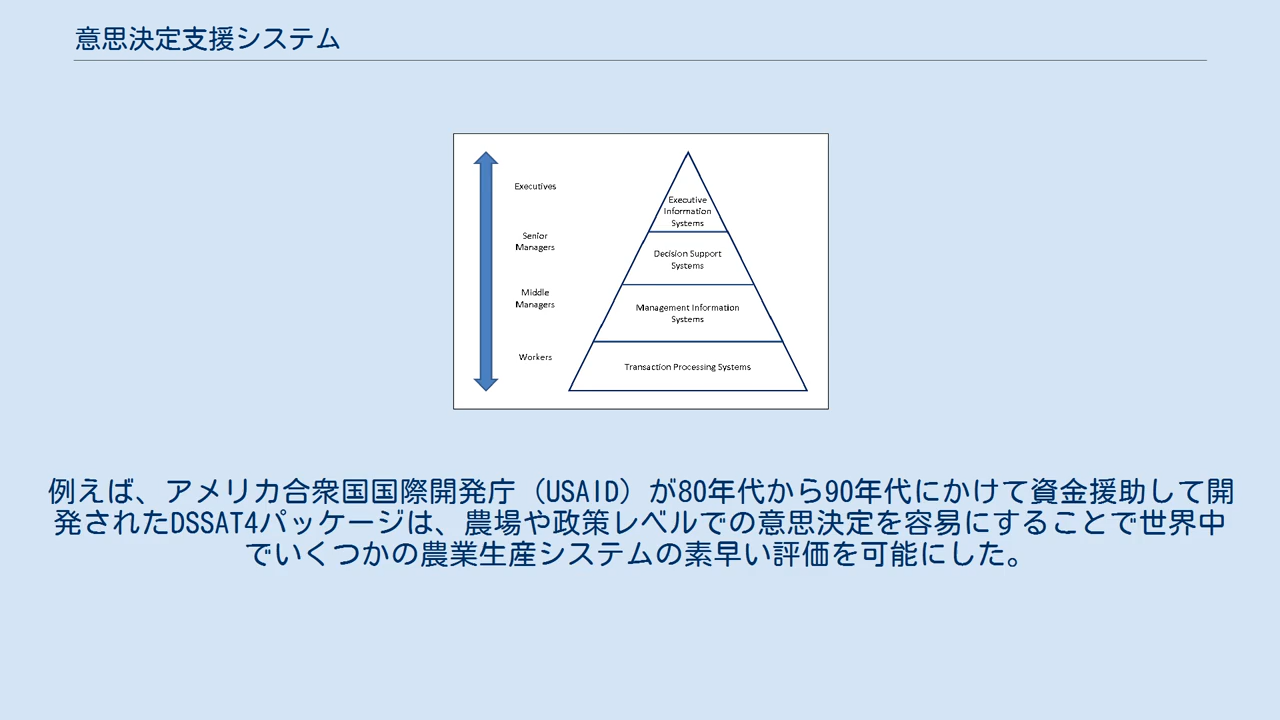 意思決定支援システム
Executives
Senior
Managers
Middle
Managers
Workers
Executive
Information
Systems
Decision Support
Systems
Management Information
Systems
Transaction Processing Systems
例えば、アメリカ合衆国国際開発庁（USAID）が80年代から90年代にかけて資金援助して開
発されたDSSAT4パッケージは、農場や政策レベルでの意思決定を容易にすることで世界中
でいくつかの農業生産システムの素早い評価を可能にした。